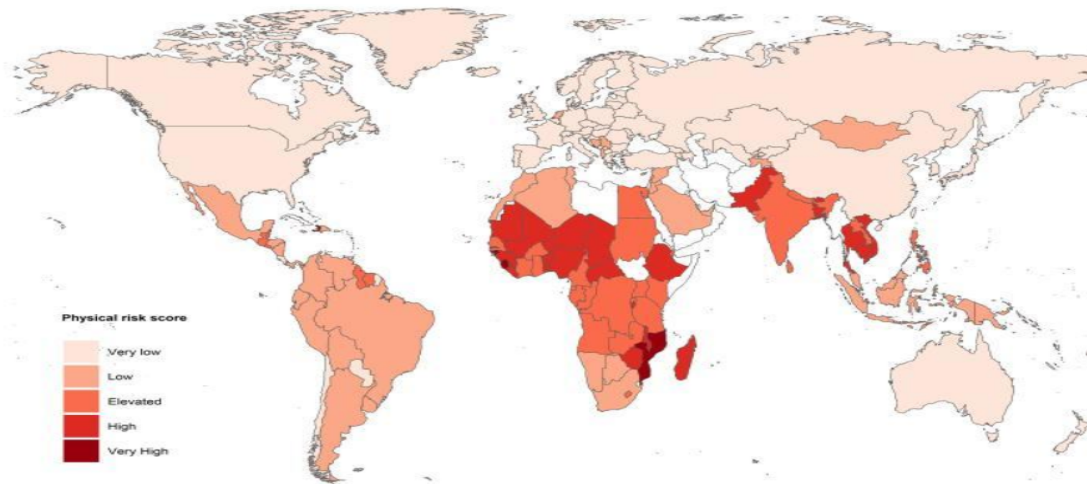 Physical risk score
Very low
Low
Elevated
High
Very High